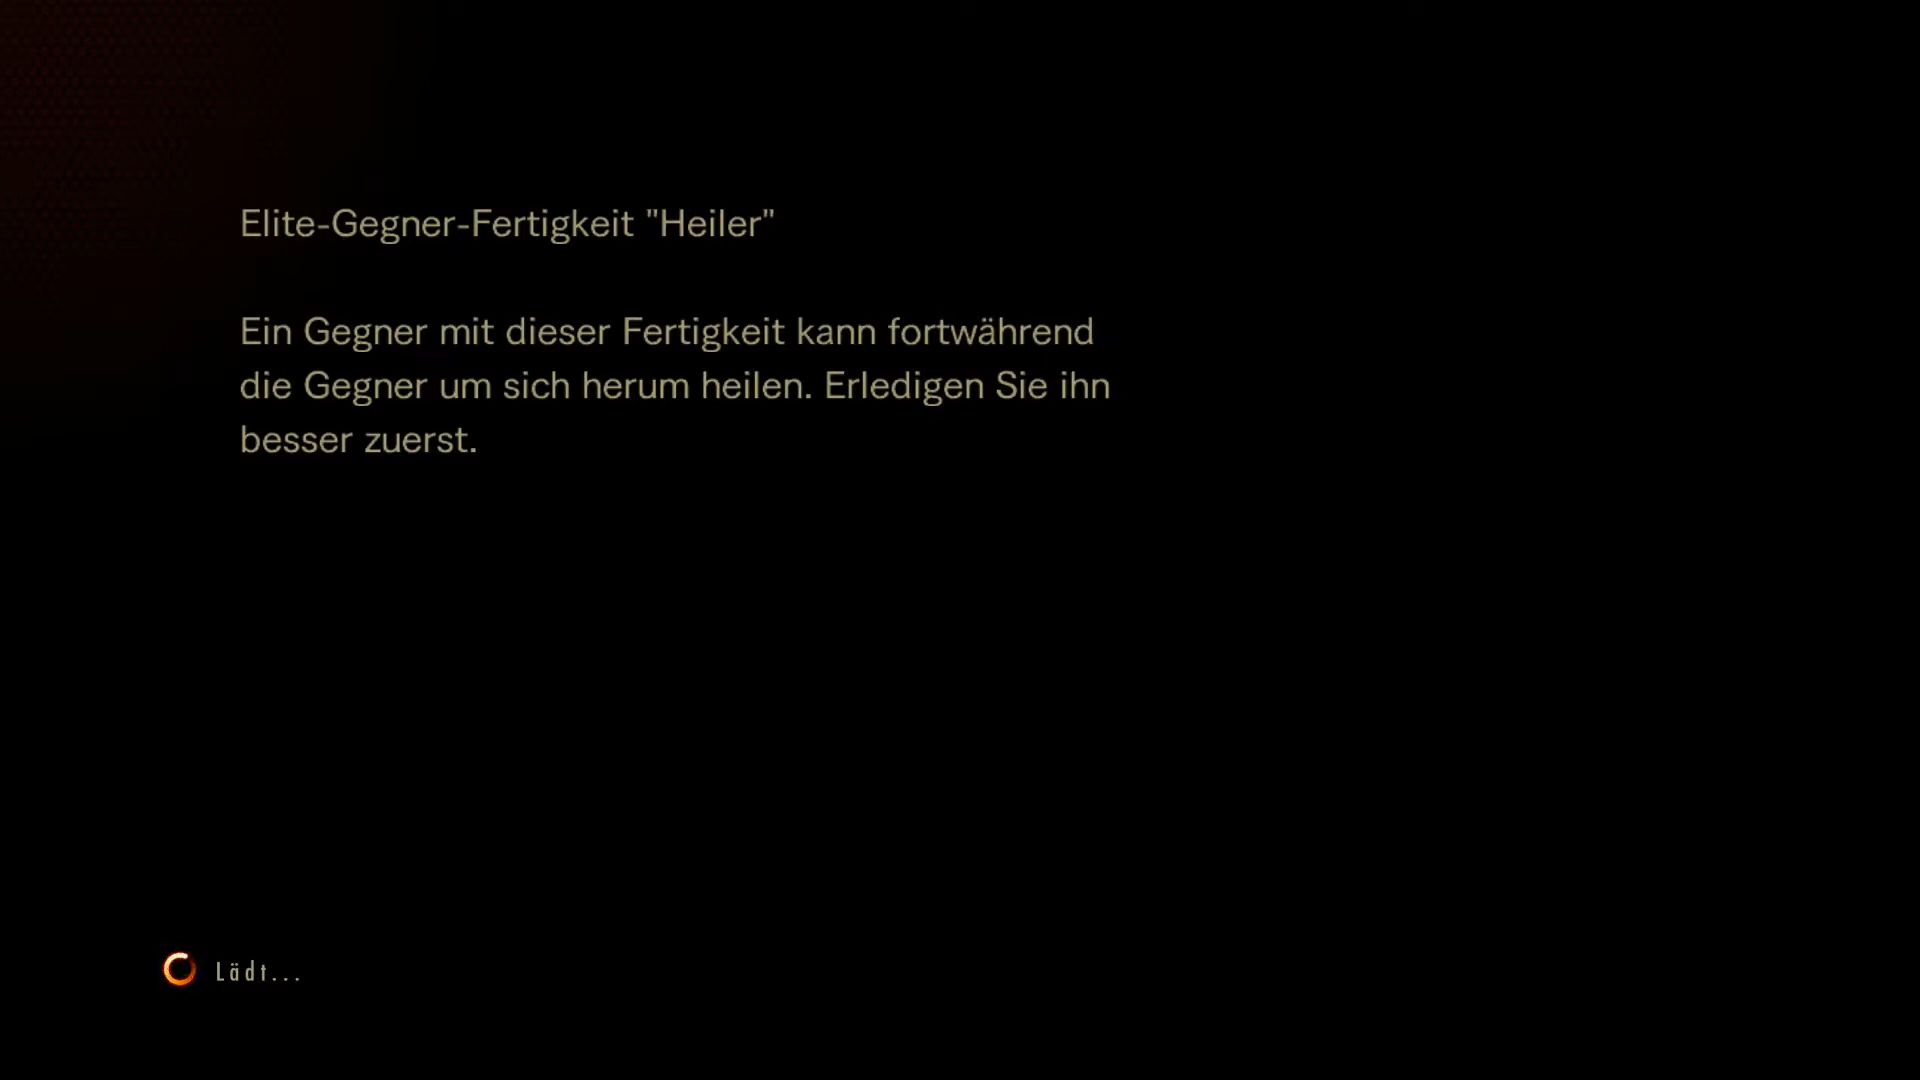 Elite-Gegner-Fertigkeit "Heiler"
Ein Gegner mit dieser Fertigkeit kann fortwährend
die Gegner um sich herum heilen. Erledigen Sie ihn
besser zuerst.
Lädt...